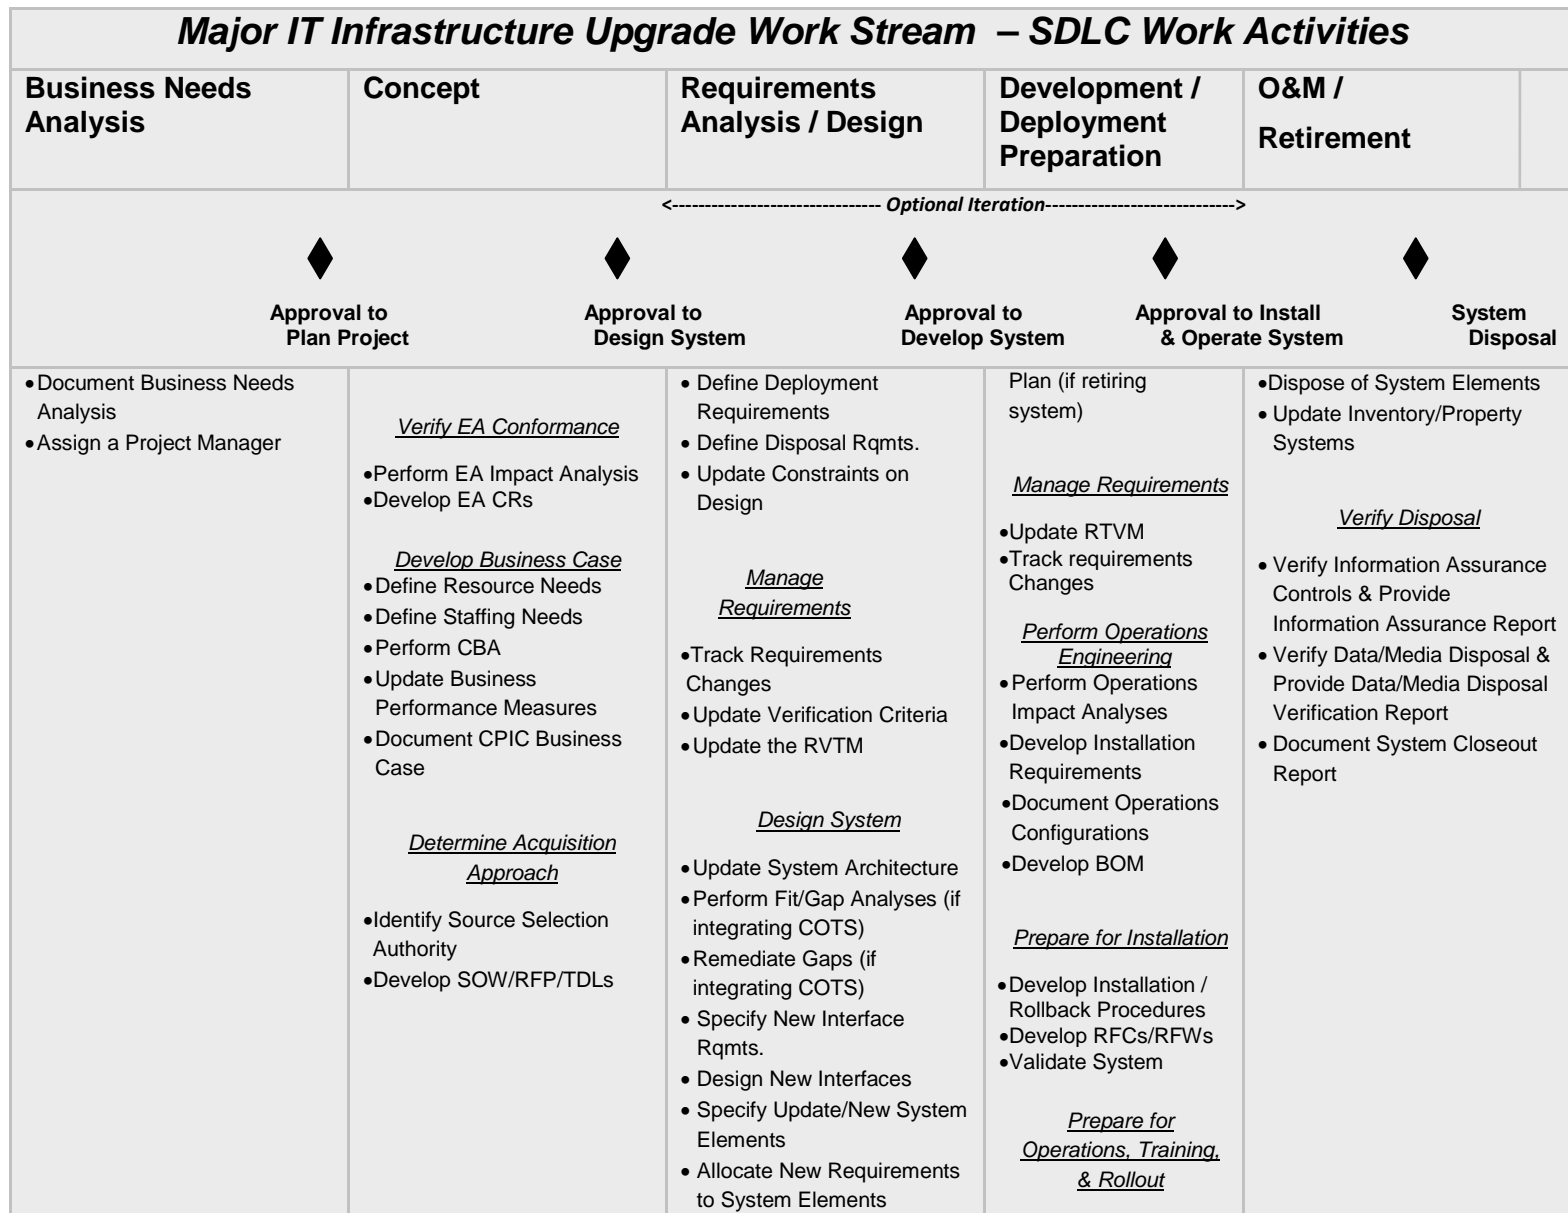 Major IT Infrastructure Upgrade Work Stream – SDLC Work Activities
Business Needs
Analysis
Concept
Requirements
Analysis / Design
Development /
Deployment
Preparation
O&M /
Retirement
<-------------------------------- Optional Iteration----------------------------->
Approval to
Plan Project
Approval to
Design System
Approval to
Develop System
Approval to Install
& Operate System
System
Disposal
•Document Business Needs
Analysis
•Assign a Project Manager
Verify EA Conformance
•Perform EA Impact Analysis
•Develop EA CRs
Develop Business Case
•Define Resource Needs
•Define Staffing Needs
•Perform CBA
•Update Business
Performance Measures
•Document CPIC Business
Case
Determine Acquisition
Approach
•Identify Source Selection
Authority
•Develop SOW/RFP/TDLs
• Define Deployment
Requirements
• Define Disposal Rqmts.
• Update Constraints on
Design
Manage
Requirements
•Track Requirements
Changes
•Update Verification Criteria
•Update the RVTM
Design System
•Update System Architecture
•Perform Fit/Gap Analyses (if
integrating COTS)
•Remediate Gaps (if
integrating COTS)
• Specify New Interface
Rqmts.
• Design New Interfaces
• Specify Update/New System
Elements
• Allocate New Requirements
to System Elements
Plan (if retiring
system)
Manage Requirements
•Update RTVM
•Track requirements
Changes
Perform Operations
Engineering
•Perform Operations
Impact Analyses
•Develop Installation
Requirements
•Document Operations
Configurations
•Develop BOM
Prepare for Installation
•Develop Installation /
Rollback Procedures
•Develop RFCs/RFWs
•Validate System
Prepare for
Operations, Training,
& Rollout
•Dispose of System Elements
• Update Inventory/Property
Systems
Verify Disposal
• Verify Information Assurance
Controls & Provide
Information Assurance Report
• Verify Data/Media Disposal &
Provide Data/Media Disposal
Verification Report
• Document System Closeout
Report